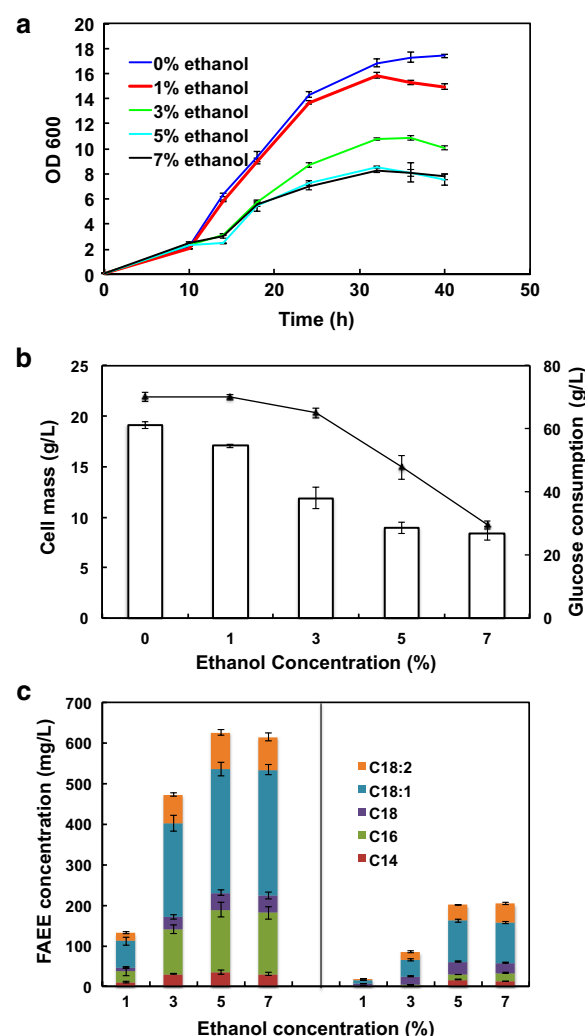 a
20
18
16
14
12
10
8
6
4
2
0
OD 600
0% ethanol
1% ethanol
3% ethanol
5% ethanol
7% ethanol
0 10 20 30 40 50
Time (h)
b
25
20
15
10
5
0
Cell mass (g/L)
80
60
40
20
0
Glucose consumption (g/L)
0 1 3 5 7
Ethanol Concentration (%)
c
700
600
500
400
300
200
100
0
FAEE concentration (mg/L)
C18:2
C18:1
C18
C16
C14
1 3 5 7 1 3 5 7
Ethanol concentration (%)